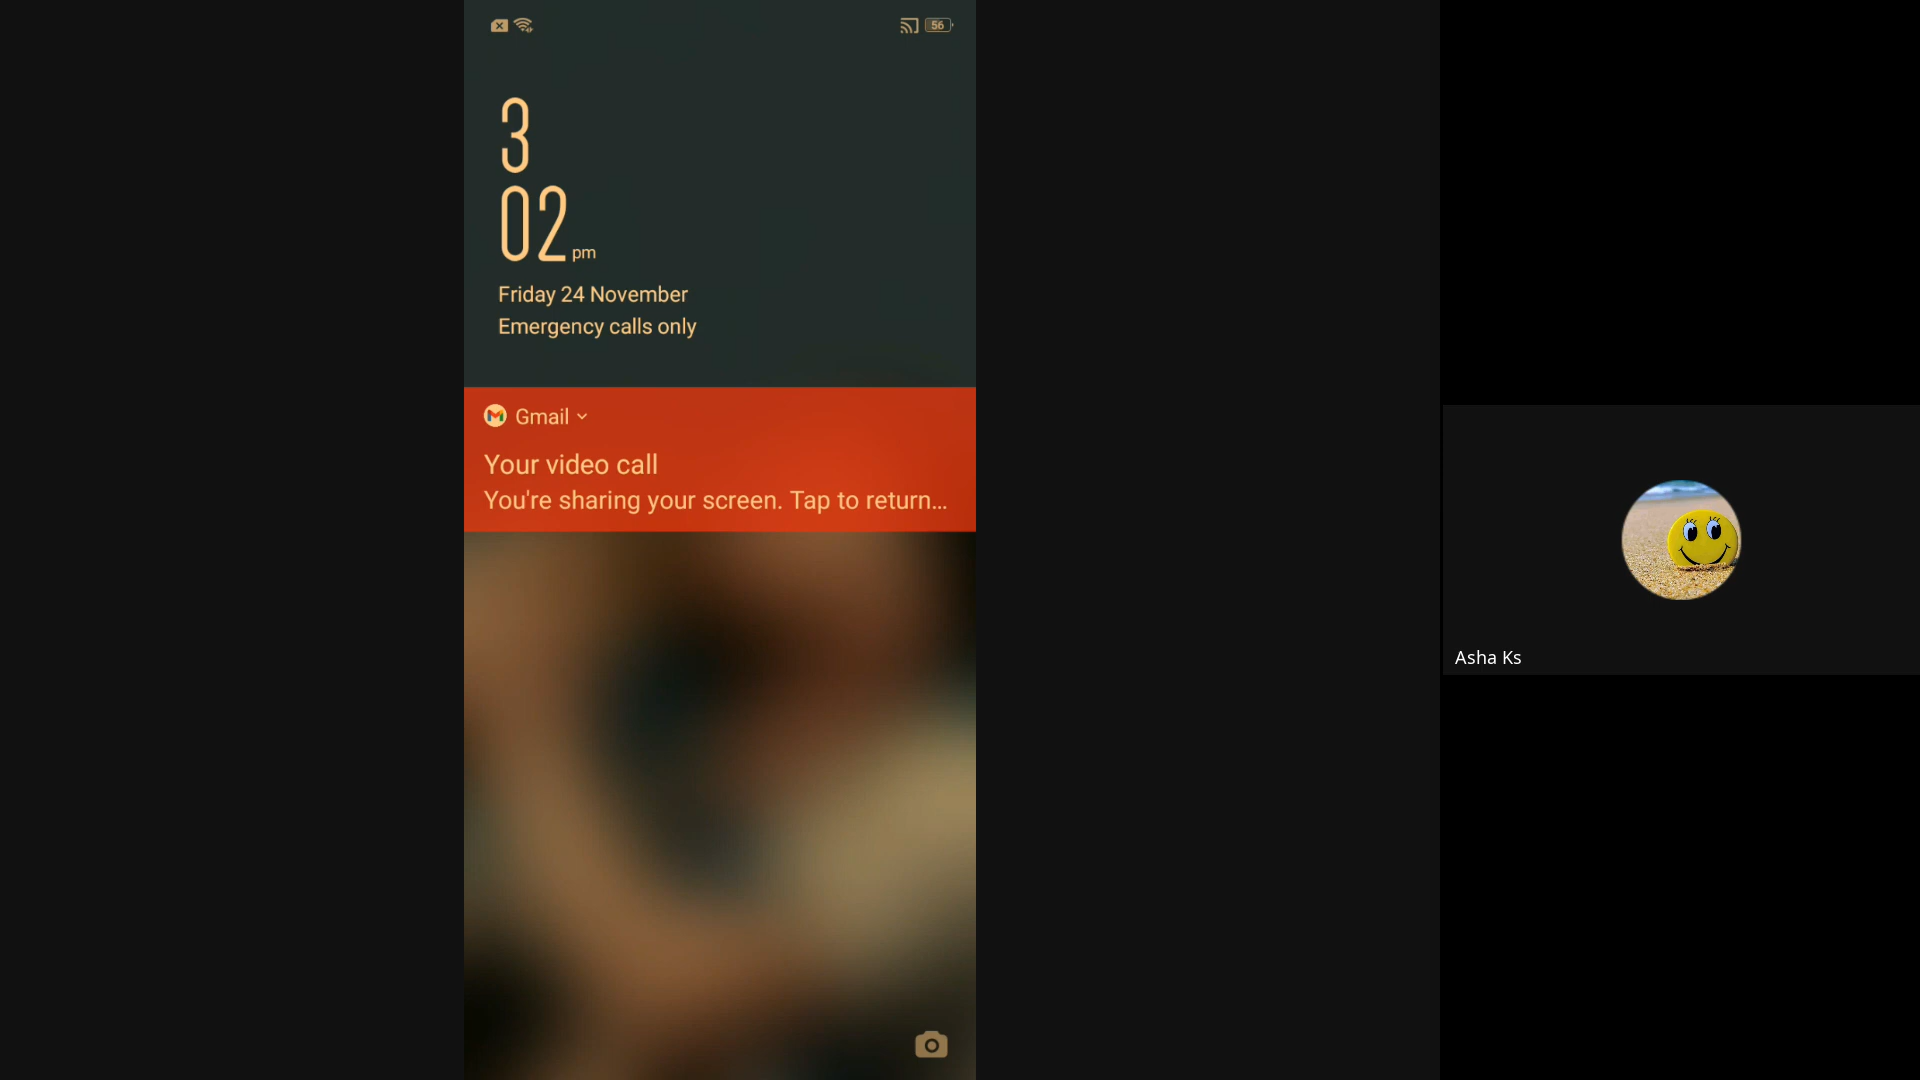 56
3
02 pm
Friday 24 November
Emergency calls only
Gmail
Your video call
You're sharing your screen. Tap to return...
Asha Ks